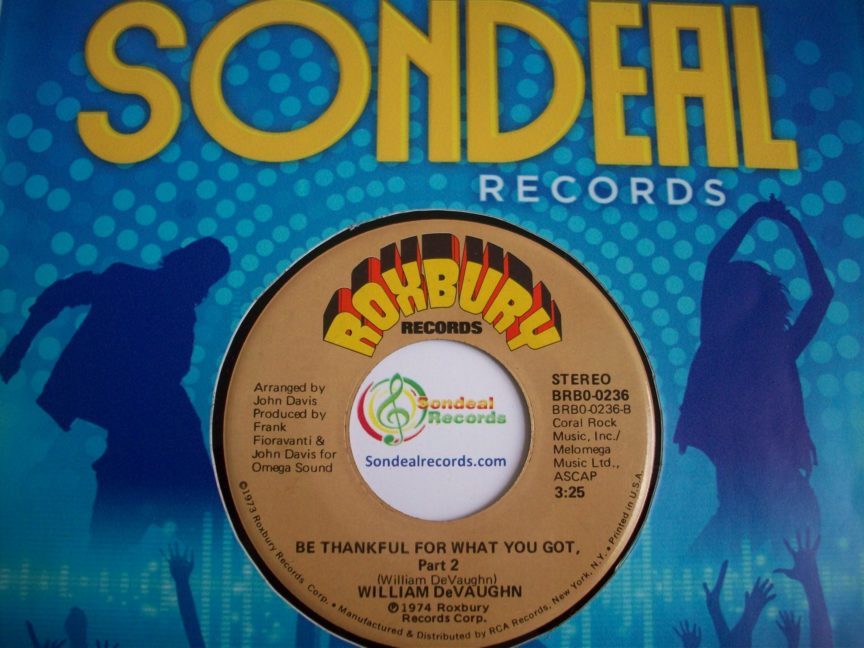 SONDEAL
RECORDS
ROXBURY
RECORDS
Arranged by
John Davis
Produced by
Frank
Fioravanti &
John Davis for
Omega Sound
Sondeal
Records
Sondealrecords.com
STEREO
BRBO-0236
BRBO-0236-B
Coral Rock
Music, Inc./
Melomega
Music Ltd.,
ASCAP
3:25
BE THANKFUL FOR WHAT YOU GOT,
Part 2
(William DeVaughn)
WILLIAM DeVAUGHN
℗1974 Roxbury
Records Corp.
©1973 Roxbury Records Corp. • Manufactured & Distributed by RCA Records, New York, N.Y. • Printed in U.S.A.